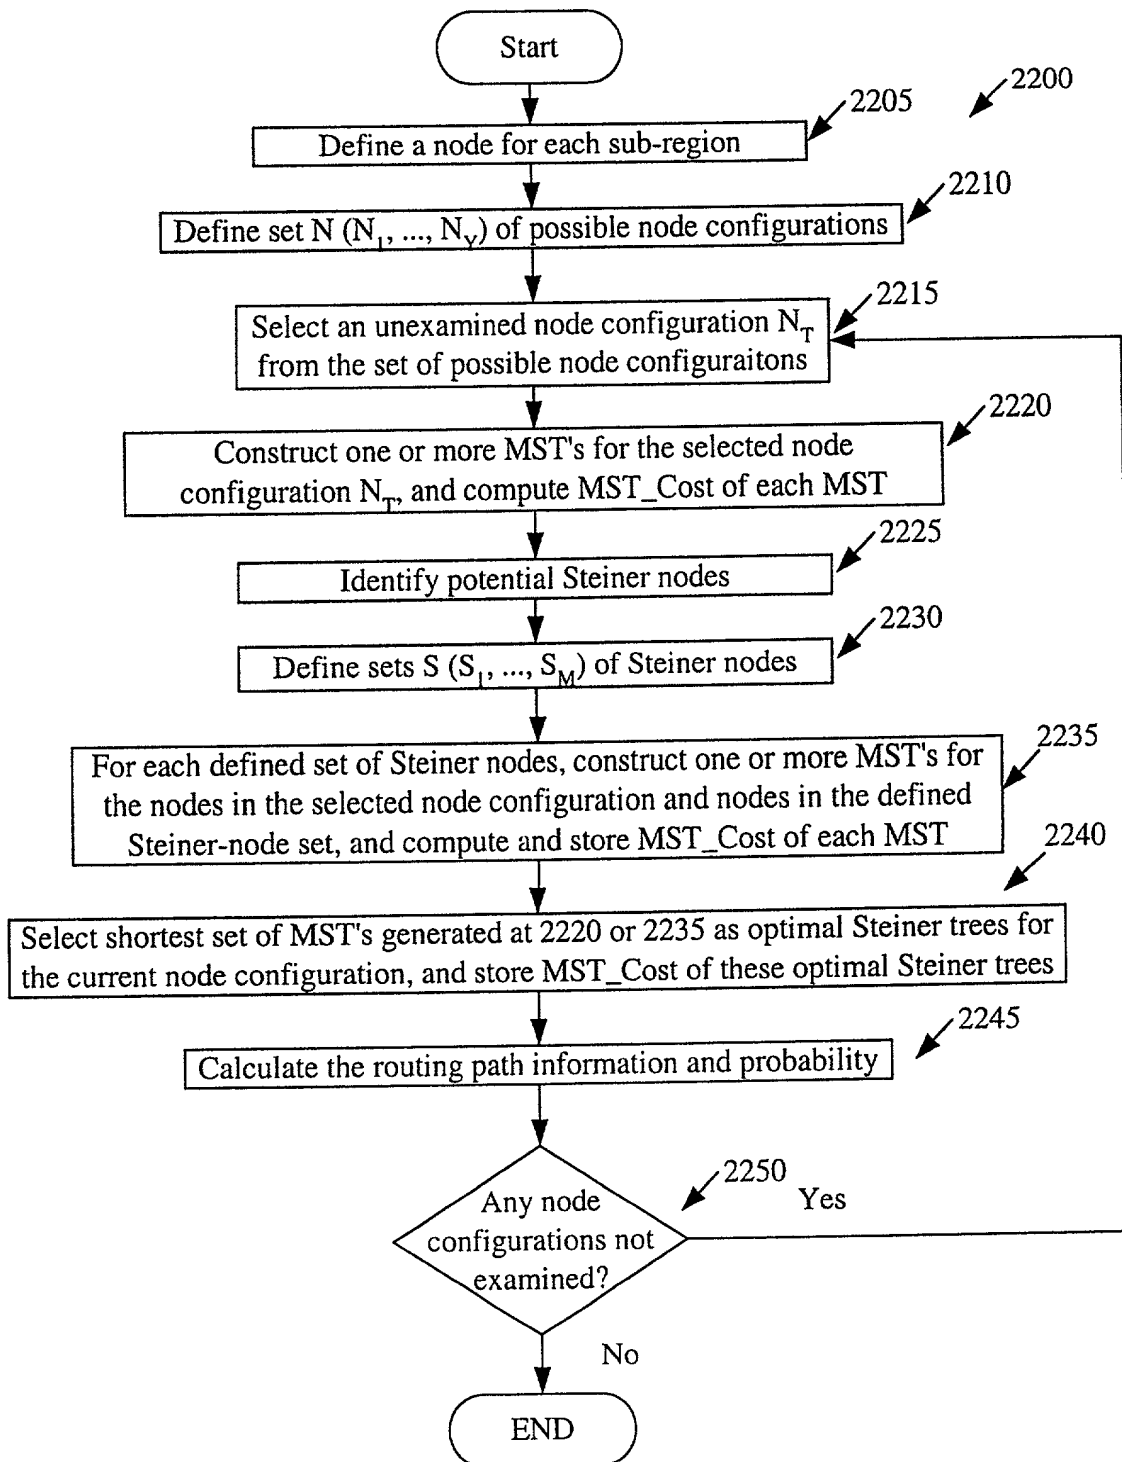 Start
2200
2205
Define a node for each sub-region
2210
Define set N (N1, ..., NY) of possible node configurations
2215
Select an unexamined node configuration NT
from the set of possible node configuraitons
2220
Construct one or more MST's for the selected node
configuration NT, and compute MST_Cost of each MST
2225
Identify potential Steiner nodes
2230
Define sets S (S1, ..., SM) of Steiner nodes
2235
For each defined set of Steiner nodes, construct one or more MST's for
the nodes in the selected node configuration and nodes in the defined
Steiner-node set, and compute and store MST_Cost of each MST
2240
Select shortest set of MST's generated at 2220 or 2235 as optimal Steiner trees for
the current node configuration, and store MST_Cost of these optimal Steiner trees
2245
Calculate the routing path information and probability
2250
Any node
configurations not
examined?
Yes
No
END